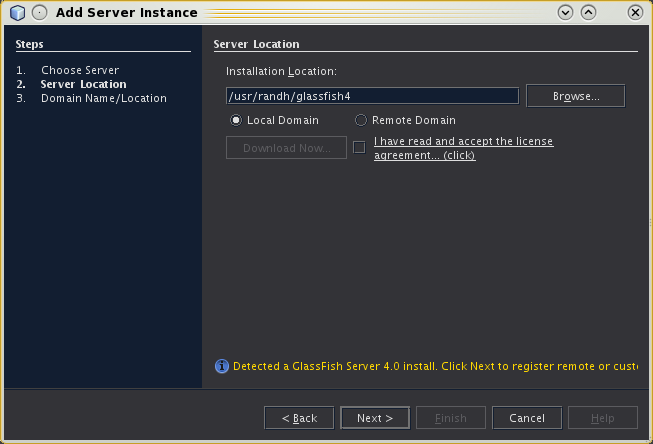 Add Server Instance
Steps
1. Choose Server
2. Server Location
3. Domain Name/Location
Server Location
Installation Location:
/usr/randh/glassfish4
Browse...
Local Domain
Remote Domain
Download Now...
I have read and accept the license
agreement... (click)
Detected a GlassFish Server 4.0 install. Click Next to register remote or custo
< Back
Next >
Finish
Cancel
Help